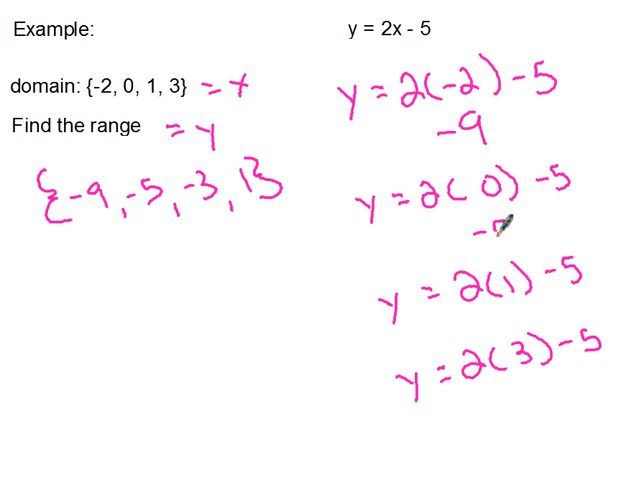 Example:
domain: {-2, 0, 1, 3} = x
Find the range = y
{-9, -5, -3, 1}
y = 2x - 5
y = 2(-2) - 5
-9
y = 2(0) - 5
y = 2(1) - 5
y = 2(3) - 5